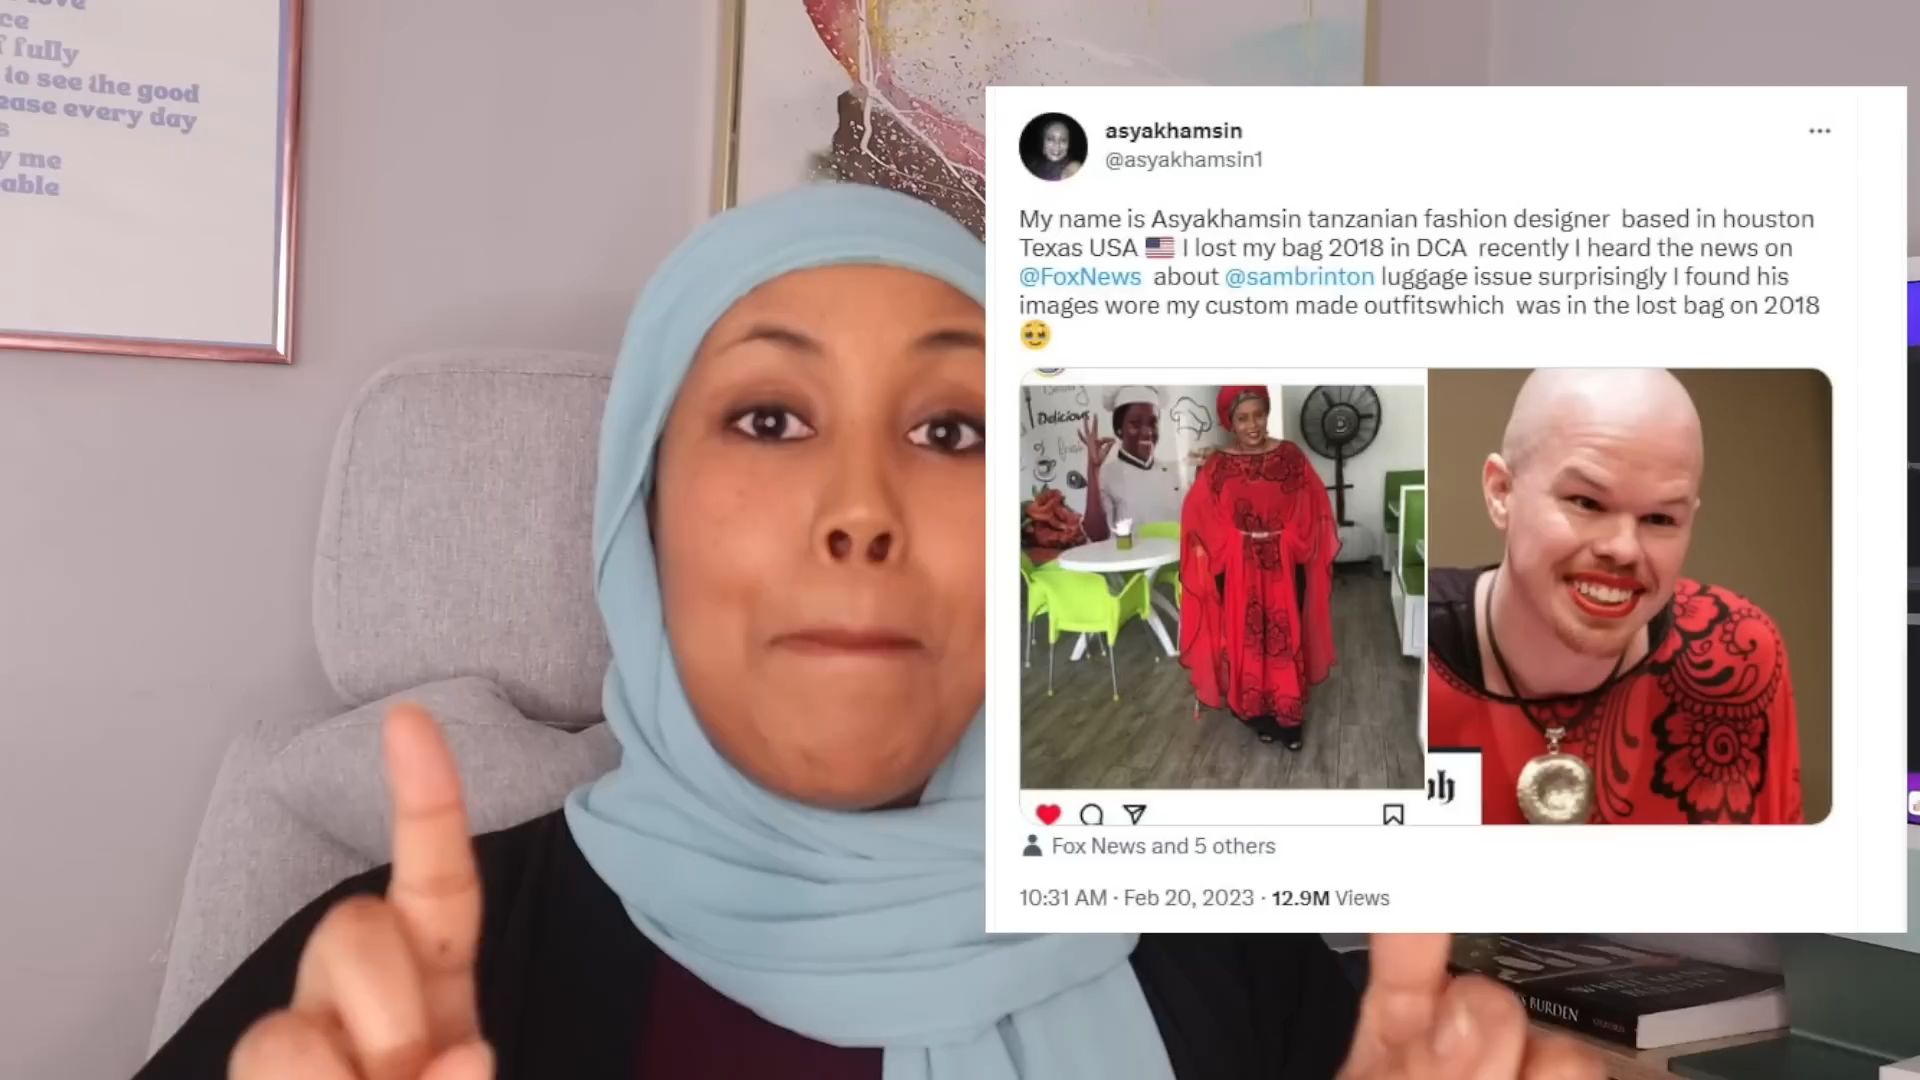 love
ce
f fully
to see the good
ease every day
s
y me
able
asyakhamsin
@asyakhamsin1
My name is Asyakhamsin tanzanian fashion designer based in houston
Texas USA 🇺🇸 I lost my bag 2018 in DCA recently I heard the news on
@FoxNews about @sambrinton luggage issue surprisingly I found his
images wore my custom made outfitswhich was in the lost bag on 2018
🥹
Delicious
Fox News and 5 others
10:31 AM · Feb 20, 2023 · 12.9M Views
BURDEN